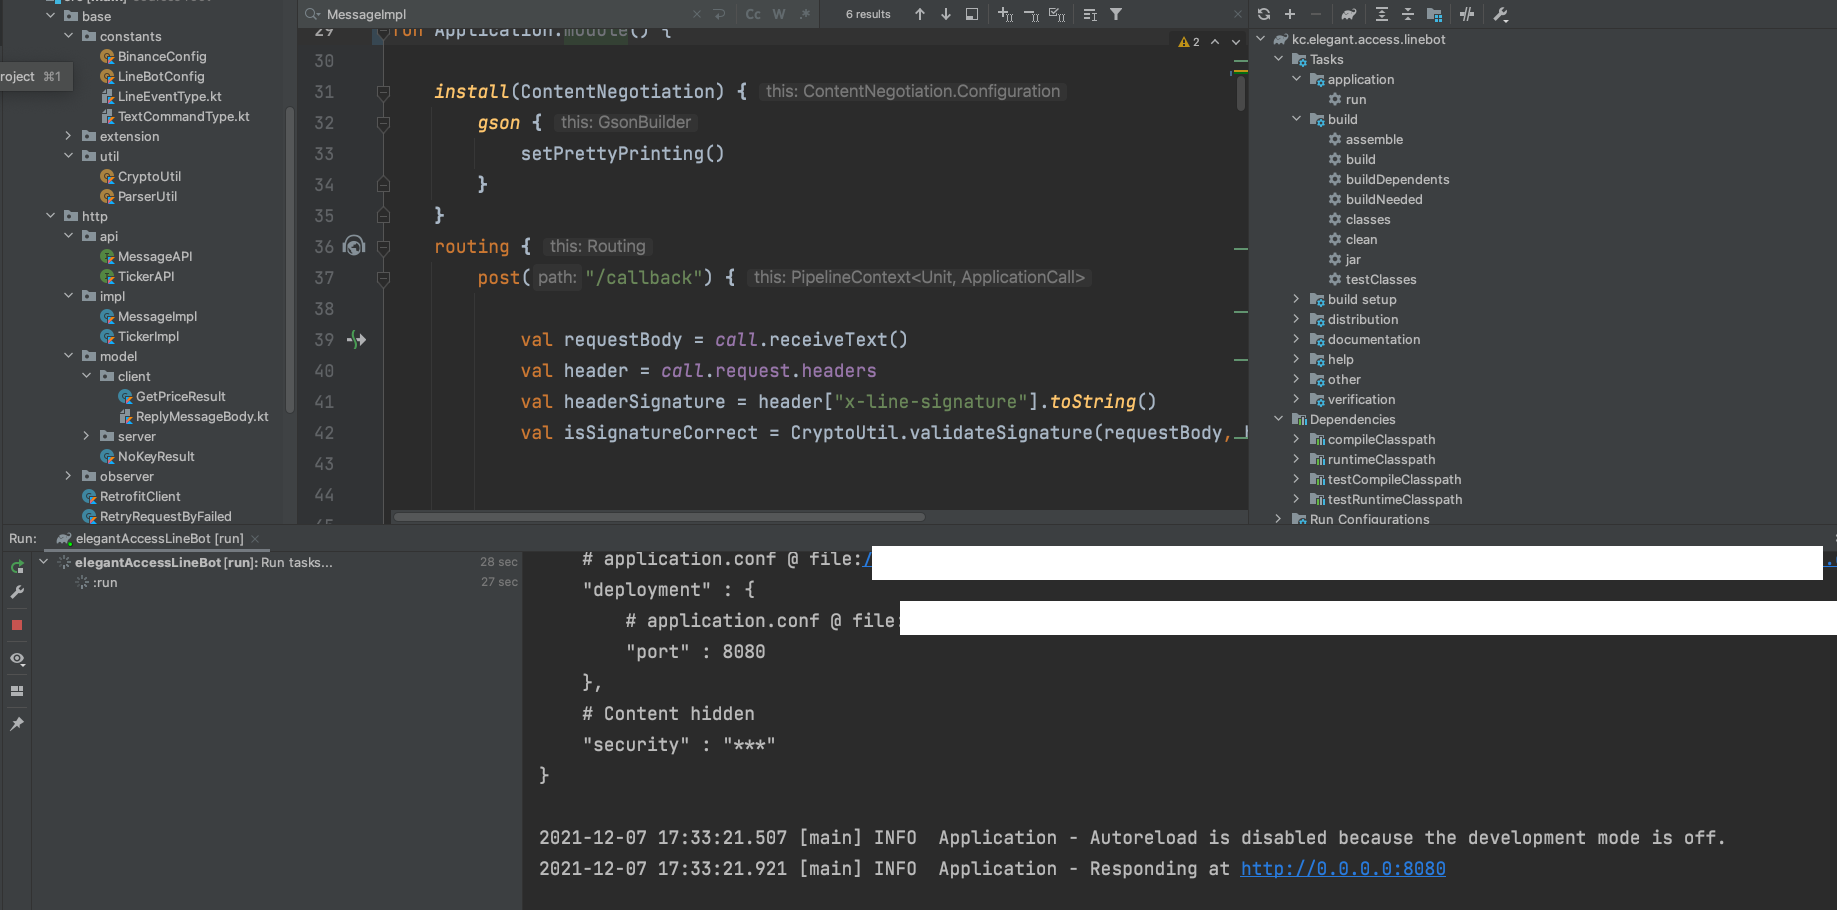 base
constants
BinanceConfig
LineBotConfig
roject ⌘1
LineEventType.kt
TextCommandType.kt
extension
util
CryptoUtil
ParserUtil
http
api
MessageAPI
TickerAPI
impl
MessageImpl
TickerImpl
model
client
GetPriceResult
ReplyMessageBody.kt
server
NoKeyResult
observer
RetrofitClient
RetryRequestByFailed
MessageImpl
Cc W .* 6 results
2
29 fun Application.module() {
30
31 install(ContentNegotiation) { this: ContentNegotiation.Configuration
32 gson { this: GsonBuilder
33 setPrettyPrinting()
34 }
35 }
36 routing { this: Routing
37 post( path: "/callback") { this: PipelineContext<Unit, ApplicationCall>
38
39 val requestBody = call.receiveText()
40 val header = call.request.headers
41 val headerSignature = header["x-line-signature"].toString()
42 val isSignatureCorrect = CryptoUtil.validateSignature(requestBody, h
43
44
kc.elegant.access.linebot
Tasks
application
run
build
assemble
build
buildDependents
buildNeeded
classes
clean
jar
testClasses
build setup
distribution
documentation
help
other
verification
Dependencies
compileClasspath
runtimeClasspath
testCompileClasspath
testRuntimeClasspath
Run Configurations
Run: elegantAccessLineBot [run]
elegantAccessLineBot [run]: Run tasks... 28 sec
:run 27 sec
# application.conf @ file:/
"deployment" : {
# application.conf @ file:
"port" : 8080
},
# Content hidden
"security" : "***"
}
2021-12-07 17:33:21.507 [main] INFO Application - Autoreload is disabled because the development mode is off.
2021-12-07 17:33:21.921 [main] INFO Application - Responding at http://0.0.0.0:8080